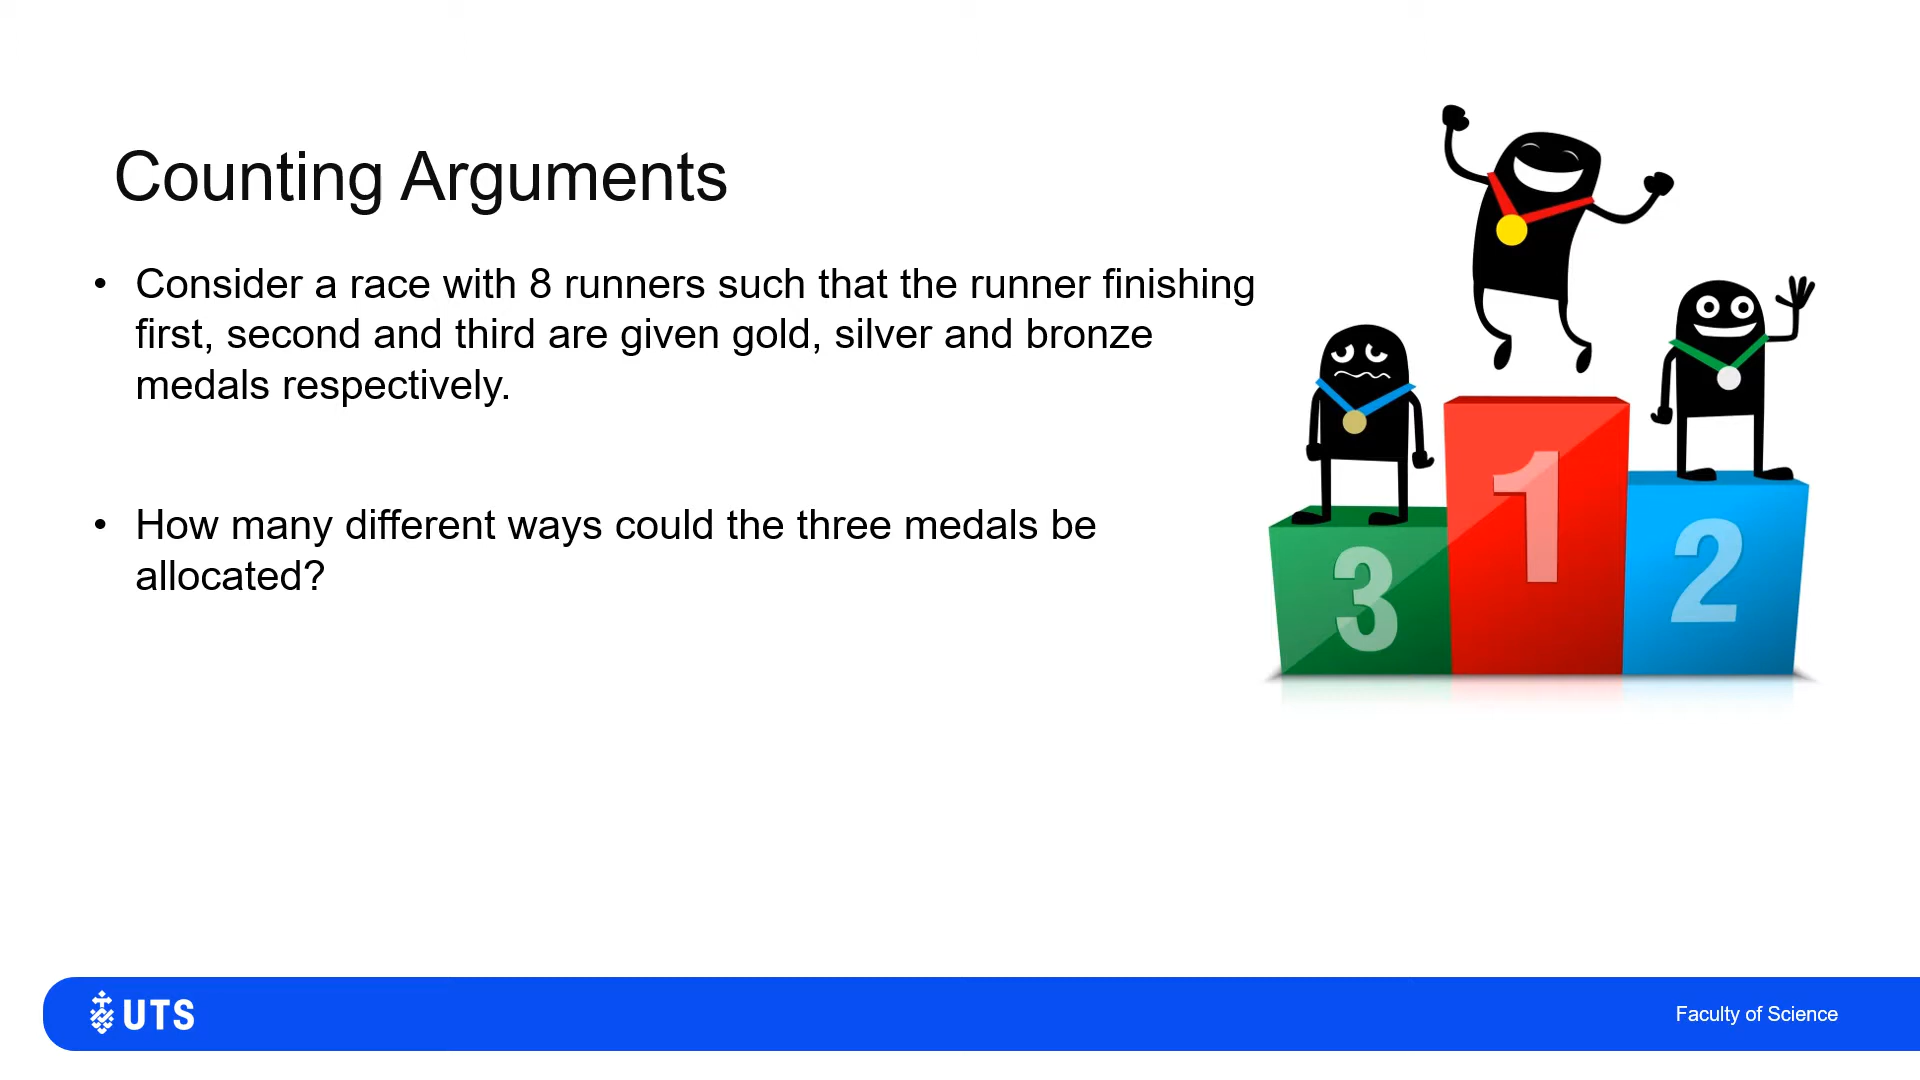 Counting Arguments
• Consider a race with 8 runners such that the runner finishing
first, second and third are given gold, silver and bronze
medals respectively.
• How many different ways could the three medals be
allocated?
3
1
2
UTS
Faculty of Science